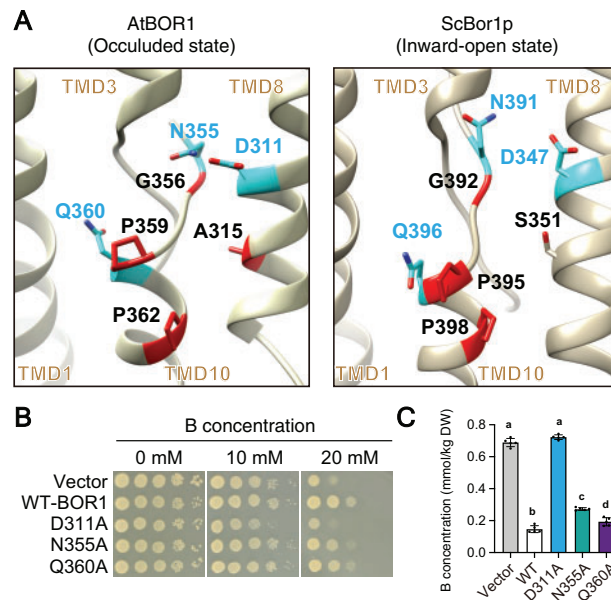 A
AtBOR1
(Occuluded state)
ScBor1p
(Inward-open state)
TMD3
TMD8
N355
D311
G356
Q360
P359
A315
P362
TMD1
TMD10
TMD3
TMD8
N391
D347
G392
Q396
S351
P395
P398
TMD1
TMD10
B
B concentration
0 mM
10 mM
20 mM
Vector
WT-BOR1
D311A
N355A
Q360A
C
B concentration (mmol/kg DW)
0.8
0.6
0.4
0.2
0.0
a
b
a
c
d
Vector
WT
D311A
N355A
Q360A